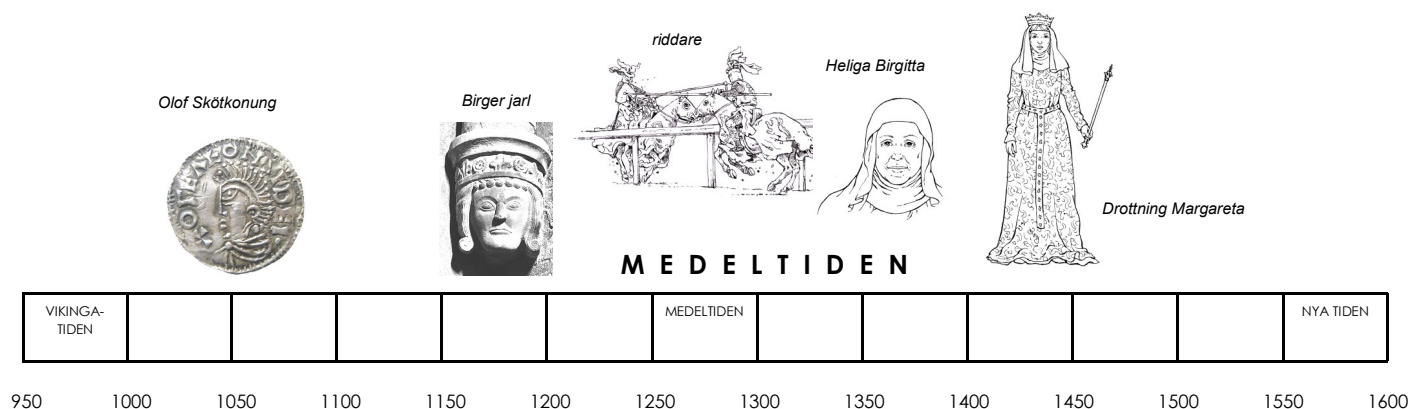 riddare
Heliga Birgitta
Olof Skötkonung
Birger jarl
Drottning Margareta
MEDELTIDEN
VIKINGA-
TIDEN
MEDELTIDEN
NYA TIDEN
950 1000 1050 1100 1150 1200 1250 1300 1350 1400 1450 1500 1550 1600